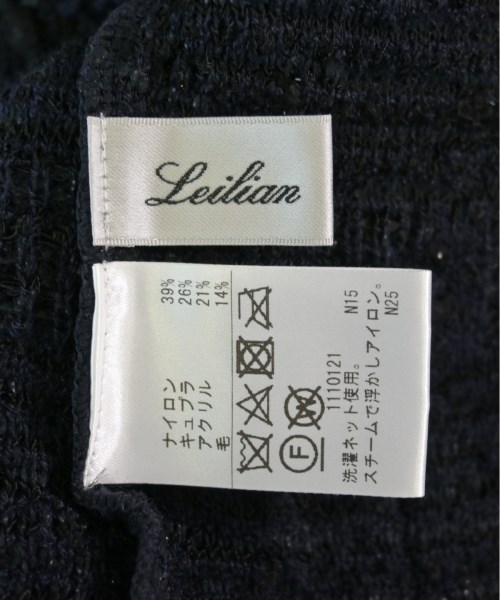 Leilian
ナイロン 39%
キュプラ 26%
アクリル 21%
毛 14%
F W
1110121
洗濯ネット使用。 N15
スチームで浮かしアイロン。 N25